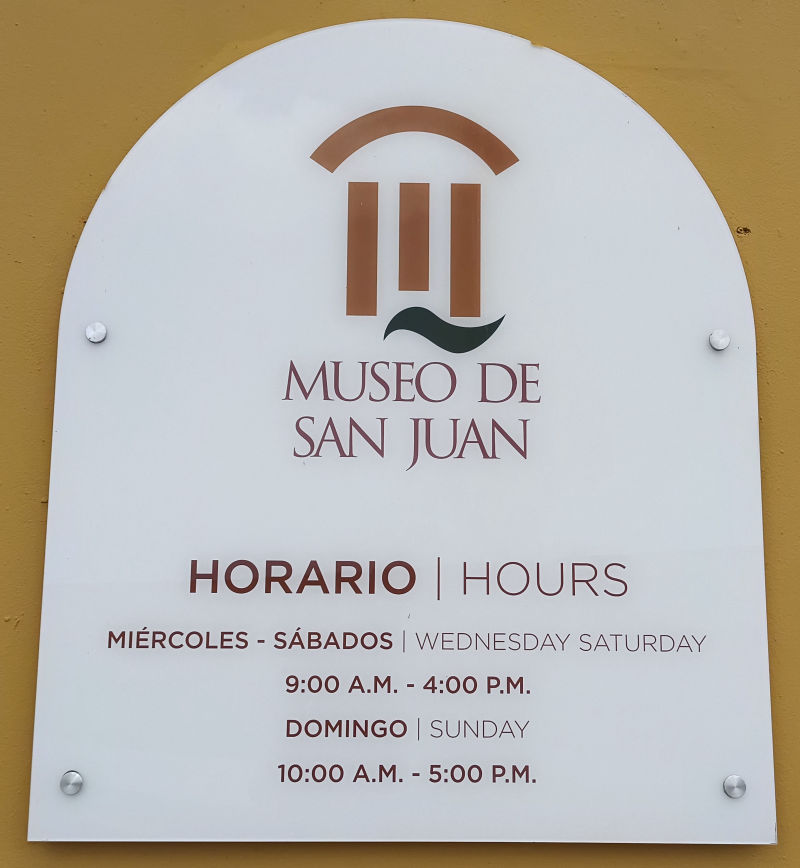 MUSEO DE
SAN JUAN
HORARIO | HOURS
MIÉRCOLES - SÁBADOS | WEDNESDAY SATURDAY
9:00 A.M. - 4:00 P.M.
DOMINGO | SUNDAY
10:00 A.M. - 5:00 P.M.